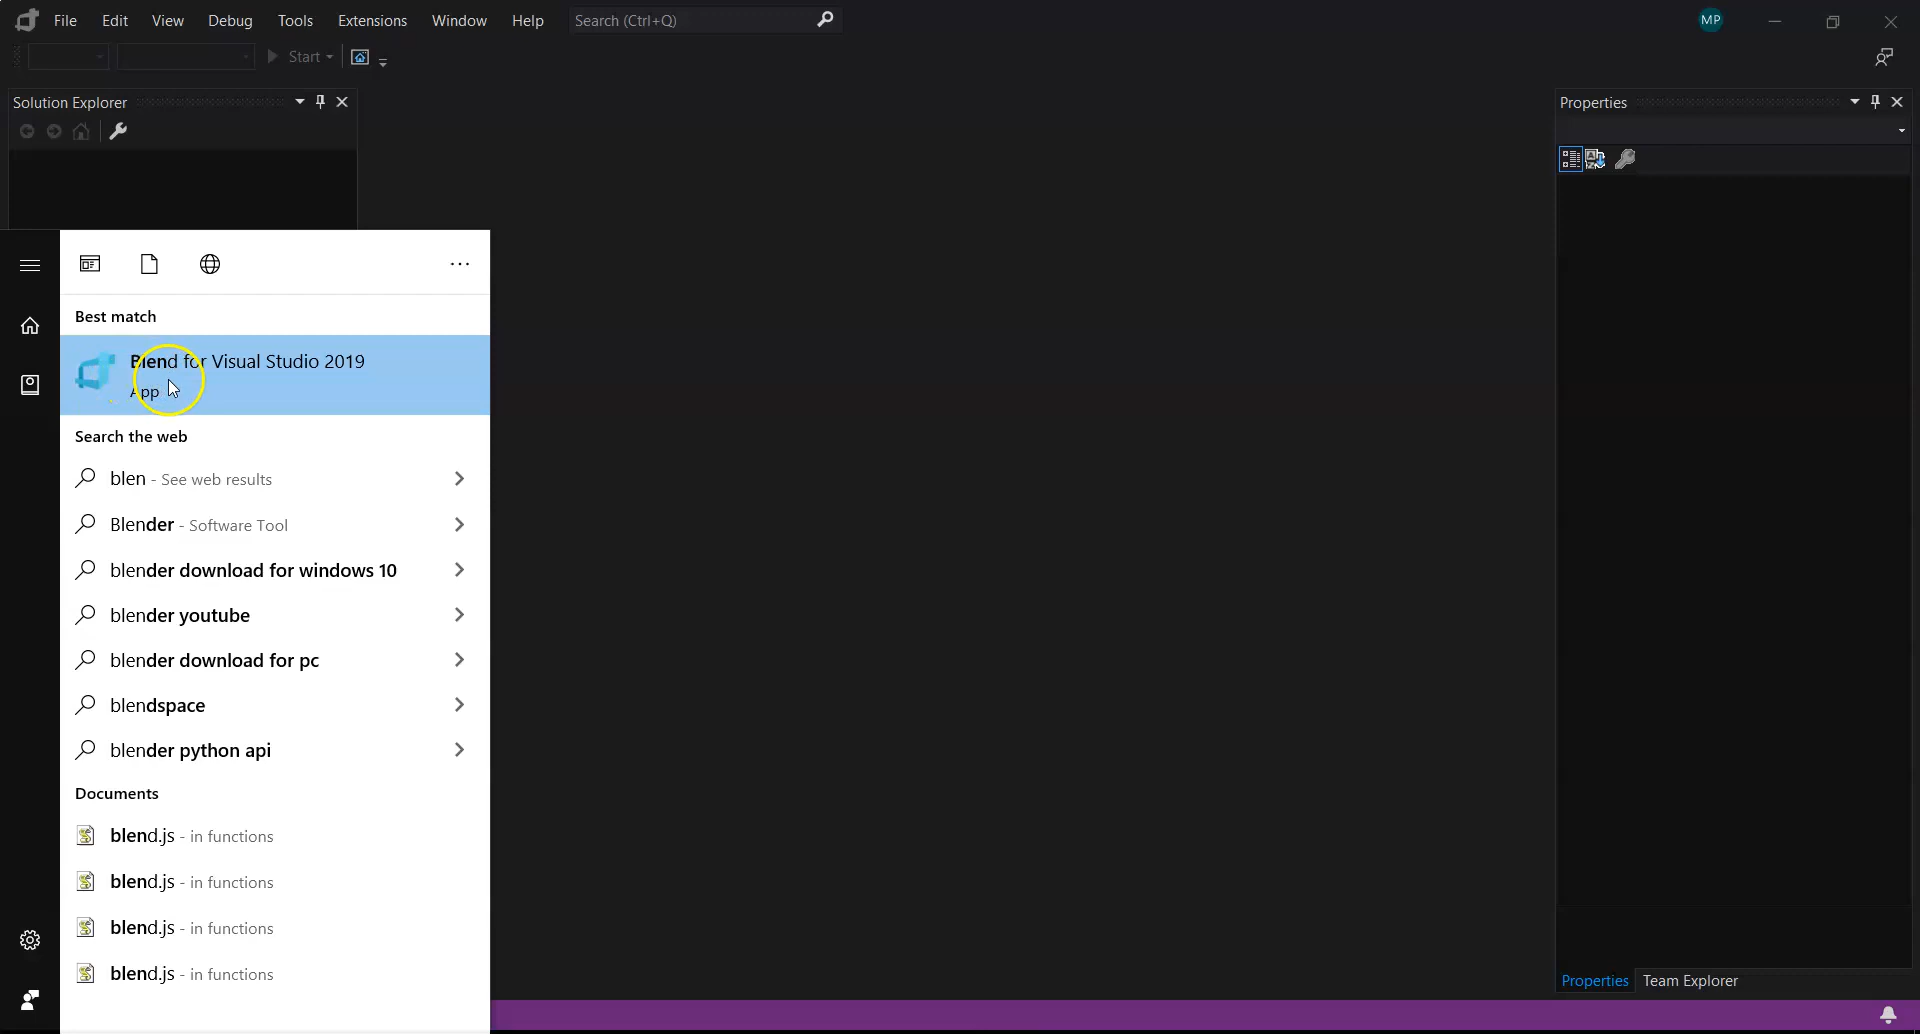 File Edit View Debug Tools Extensions Window Help Search (Ctrl+Q) MP
Start
Solution Explorer
Properties
Best match
Blend for Visual Studio 2019
App
Search the web
blen - See web results
Blender - Software Tool
blender download for windows 10
blender youtube
blender download for pc
blendspace
blender python api
Documents
blend.js - in functions
blend.js - in functions
blend.js - in functions
blend.js - in functions
Properties Team Explorer